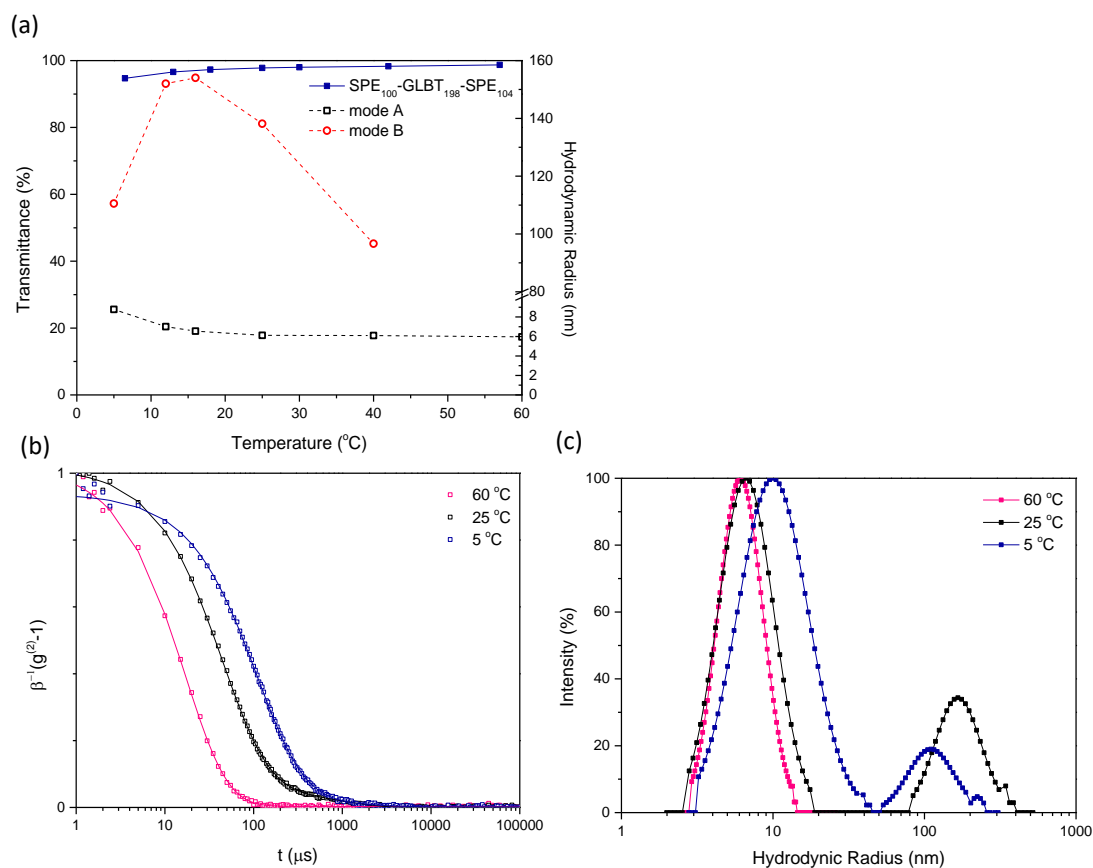 (a)
100
80
60
40
20
0
Transmittance (%)
SPE100-GLBT198-SPE104
mode A
mode B
160
140
120
100
80
8
6
4
2
0
Hydrodynamic Radius (nm)
0 10 20 30 40 50 60
Temperature (°C)
(b)
1
0
β⁻¹(g⁽²⁾-1)
60 °C
25 °C
5 °C
1 10 100 1000 10000 100000
t (μs)
(c)
100
80
60
40
20
0
Intensity (%)
60 °C
25 °C
5 °C
1 10 100 1000
Hydrodynic Radius (nm)